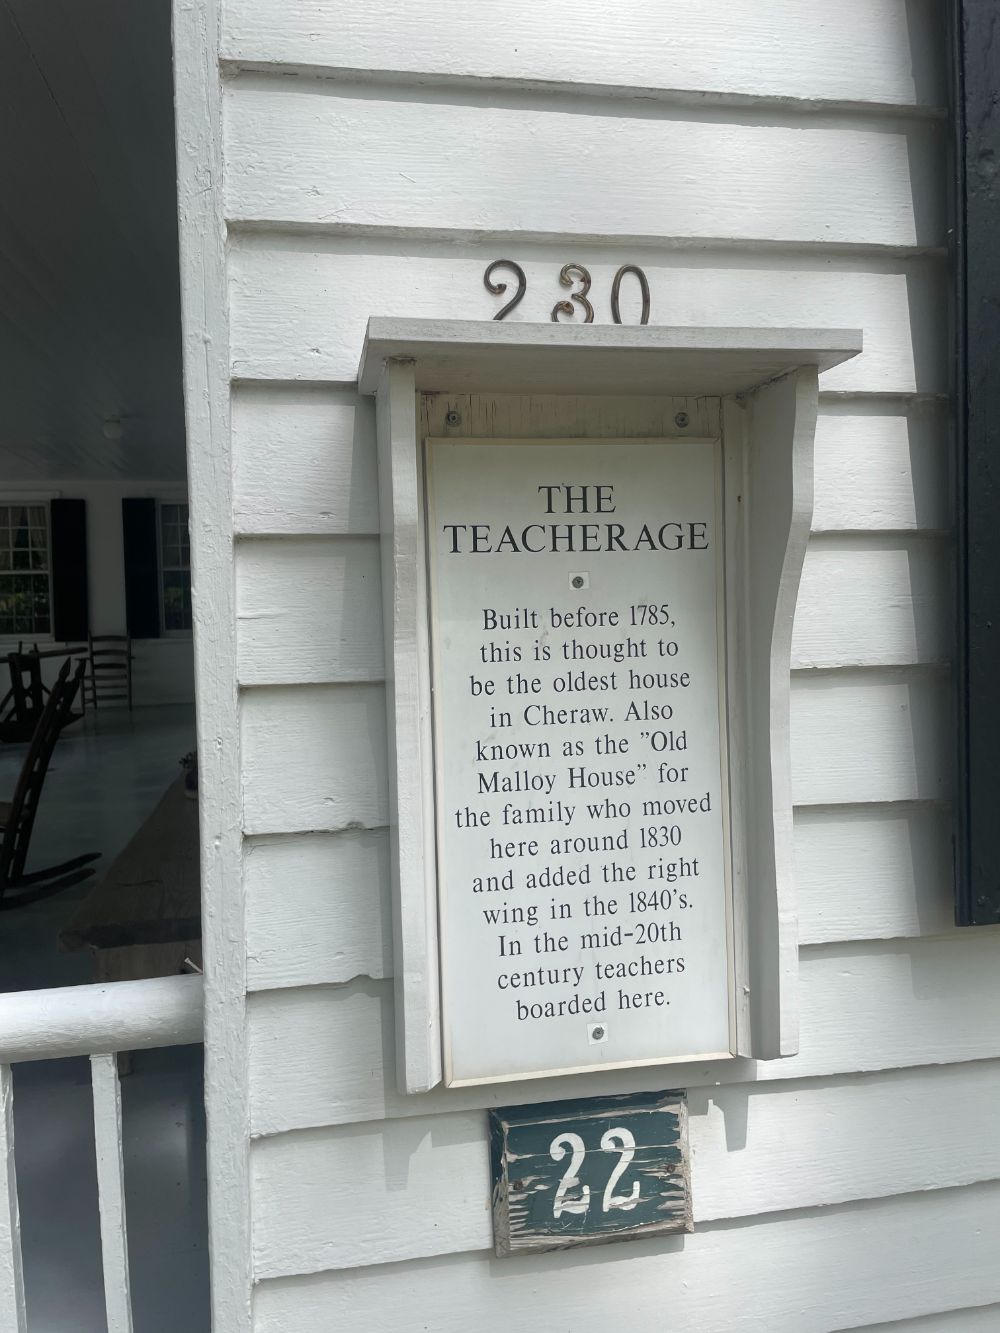 230
THE
TEACHERAGE
Built before 1785,
this is thought to
be the oldest house
in Cheraw. Also
known as the ”Old
Malloy House” for
the family who moved
here around 1830
and added the right
wing in the 1840’s.
In the mid-20th
century teachers
boarded here.
22